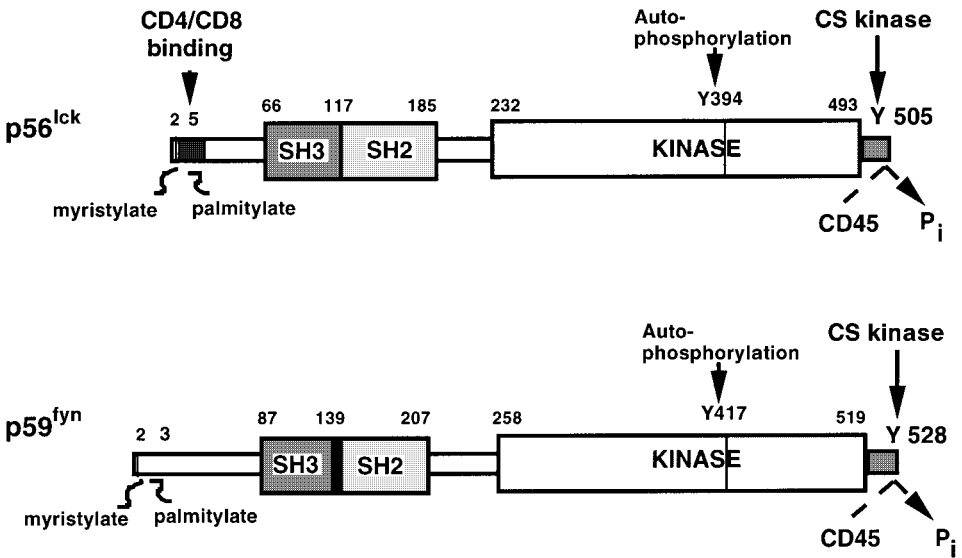 CD4/CD8
binding
Auto-
phosphorylation
CS kinase
p56lck
2 5
66 117 185 232
Y394
493
Y 505
SH3 SH2 KINASE
myristylate palmitylate
CD45
Pi
Auto-
phosphorylation
CS kinase
p59fyn
2 3
87 139 207 258
Y417
519
Y 528
SH3 SH2 KINASE
myristylate palmitylate
CD45
Pi